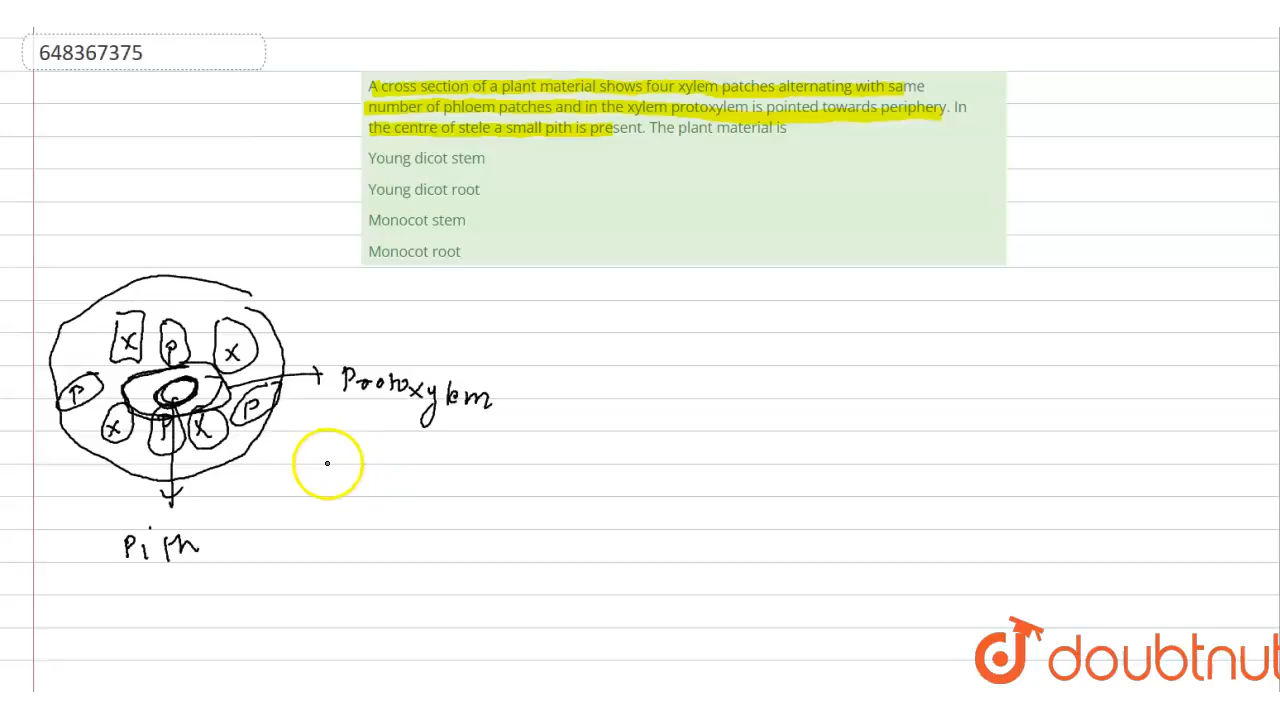 648367375
A cross section of a plant material shows four xylem patches alternating with same
number of phloem patches and in the xylem protoxylem is pointed towards periphery. In
the centre of stele a small pith is present. The plant material is
Young dicot stem
Young dicot root
Monocot stem
Monocot root
X P X
P P
X P X
Protoxylem
Pith
doubtnut